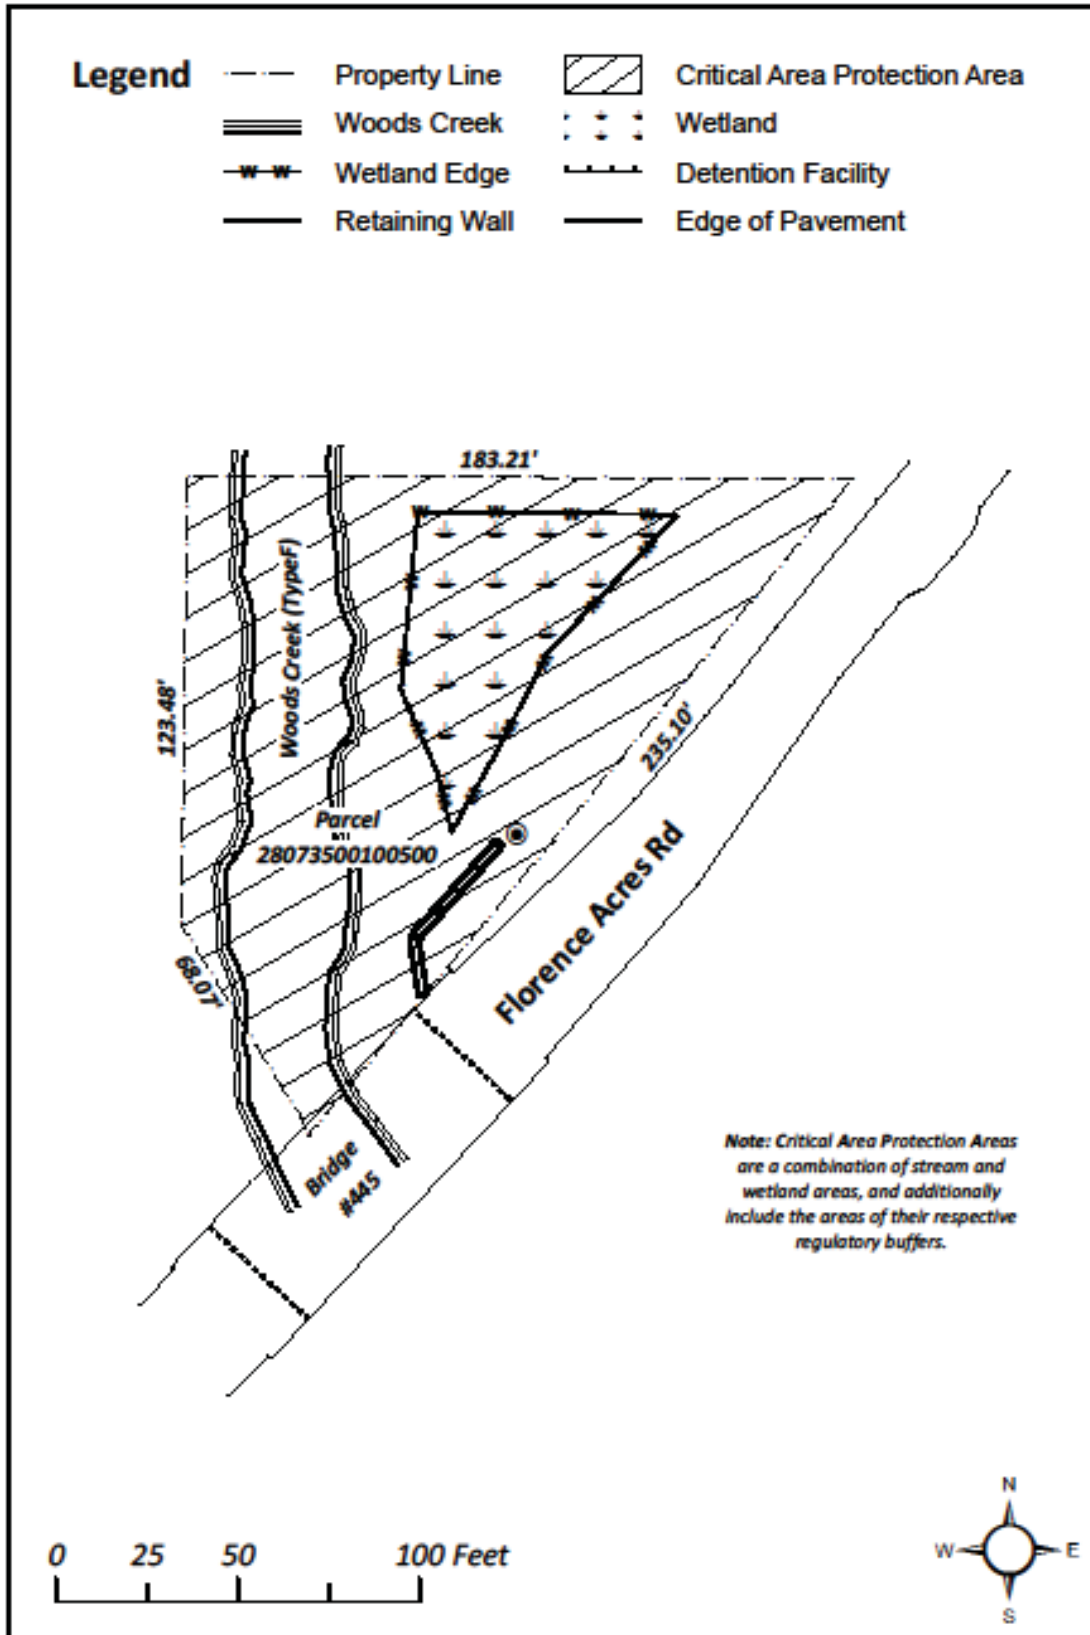 Legend
Property Line
Critical Area Protection Area
Woods Creek
Wetland
W W
Wetland Edge
Detention Facility
Retaining Wall
Edge of Pavement
183.21'
W W W W
W
W
W
W
W
W
W
W
W
W
Woods Creek (TypeF)
123.48'
235.10'
Parcel
28073500100500
68.07'
Florence Acres Rd
Bridge
#445
Note: Critical Area Protection Areas
are a combination of stream and
wetland areas, and additionally
include the areas of their respective
regulatory buffers.
0 25 50 100 Feet
N
W E
S